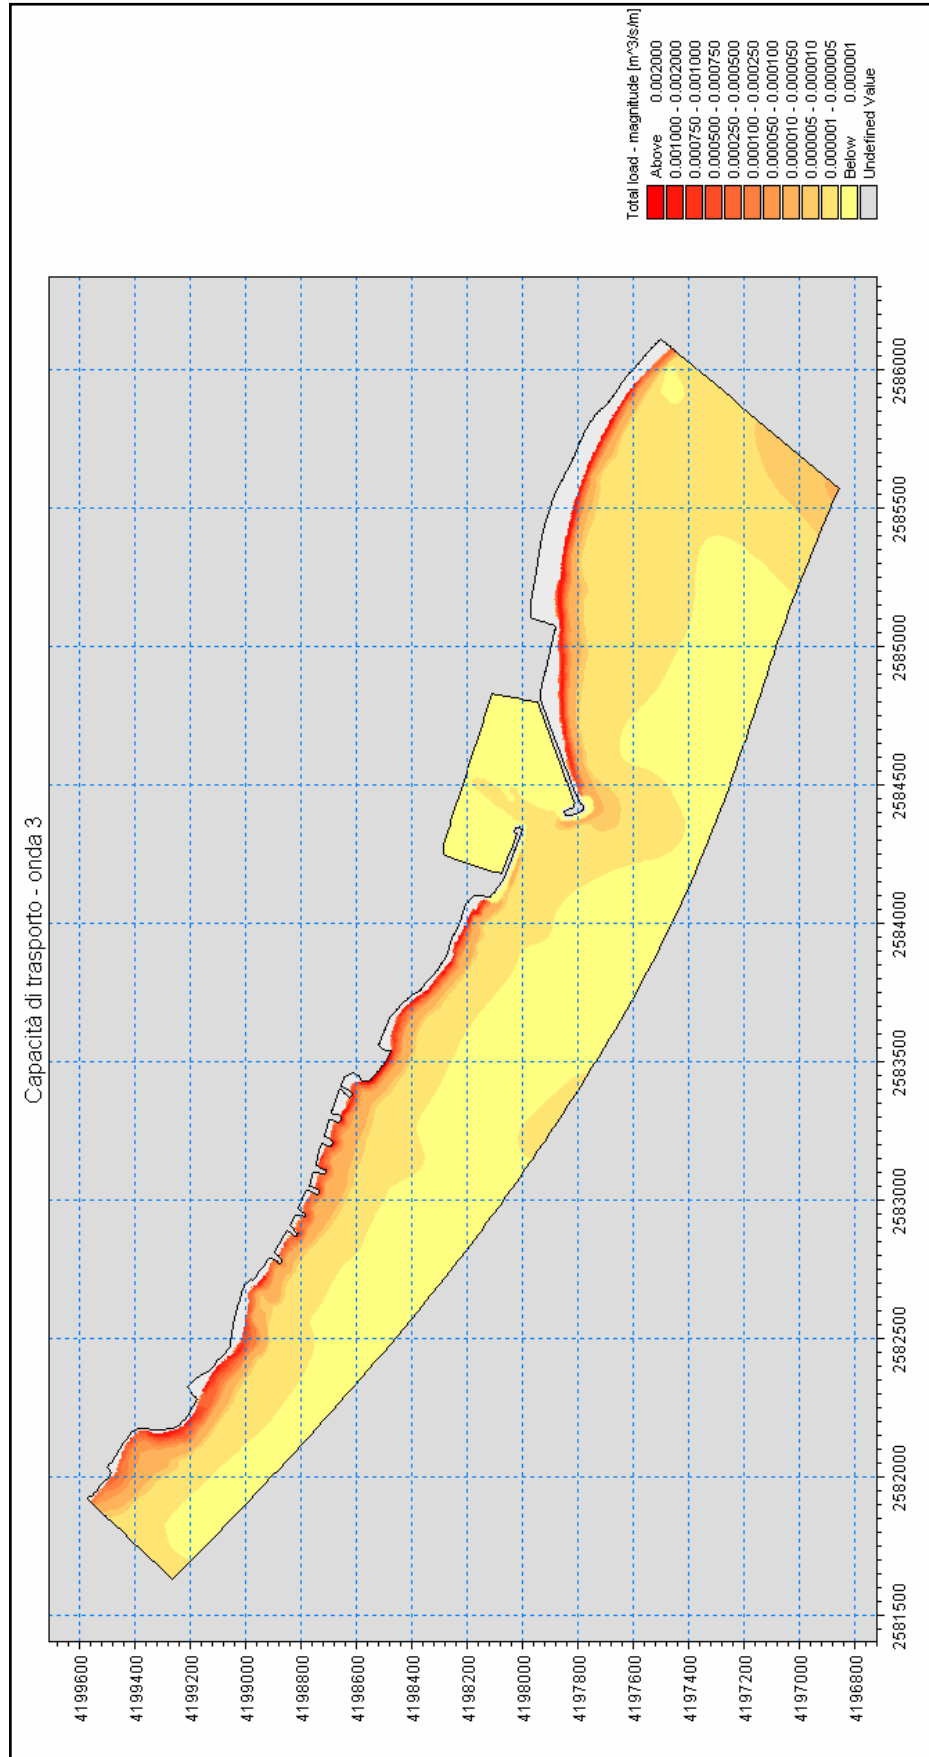 Capacità di trasporto - onda 3
4199600
4199400
4199200
4199000
4198800
4198600
4198400
4198200
4198000
4197800
4197600
4197400
4197200
4197000
4196800
2581500
2582000
2582500
2583000
2583500
2584000
2584500
2585000
2585500
2586000
Total load - magnitude [m^3/s/m]
Above 0.002000
0.001000 - 0.002000
0.000750 - 0.001000
0.000500 - 0.000750
0.000250 - 0.000500
0.000100 - 0.000250
0.000050 - 0.000100
0.000010 - 0.000050
0.000005 - 0.000010
0.000001 - 0.000005
Below 0.000001
Undefined Value